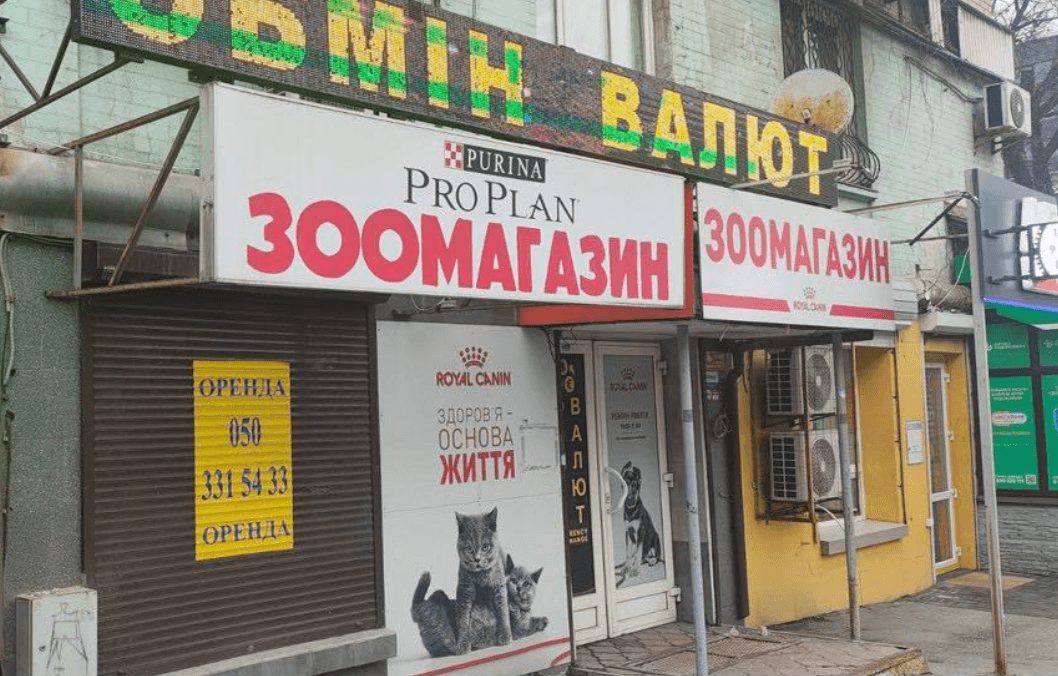 ОБМІН ВАЛЮТ
PURINA
PRO PLAN
ЗООМАГАЗИН
ЗООМАГАЗИН
ROYAL CANIN
ОРЕНДА
050
331 54 33
ОРЕНДА
ROYAL CANIN
ЗДОРОВ'Я –
ОСНОВА
ЖИТТЯ
ВАЛЮТ
ROYAL CANIN